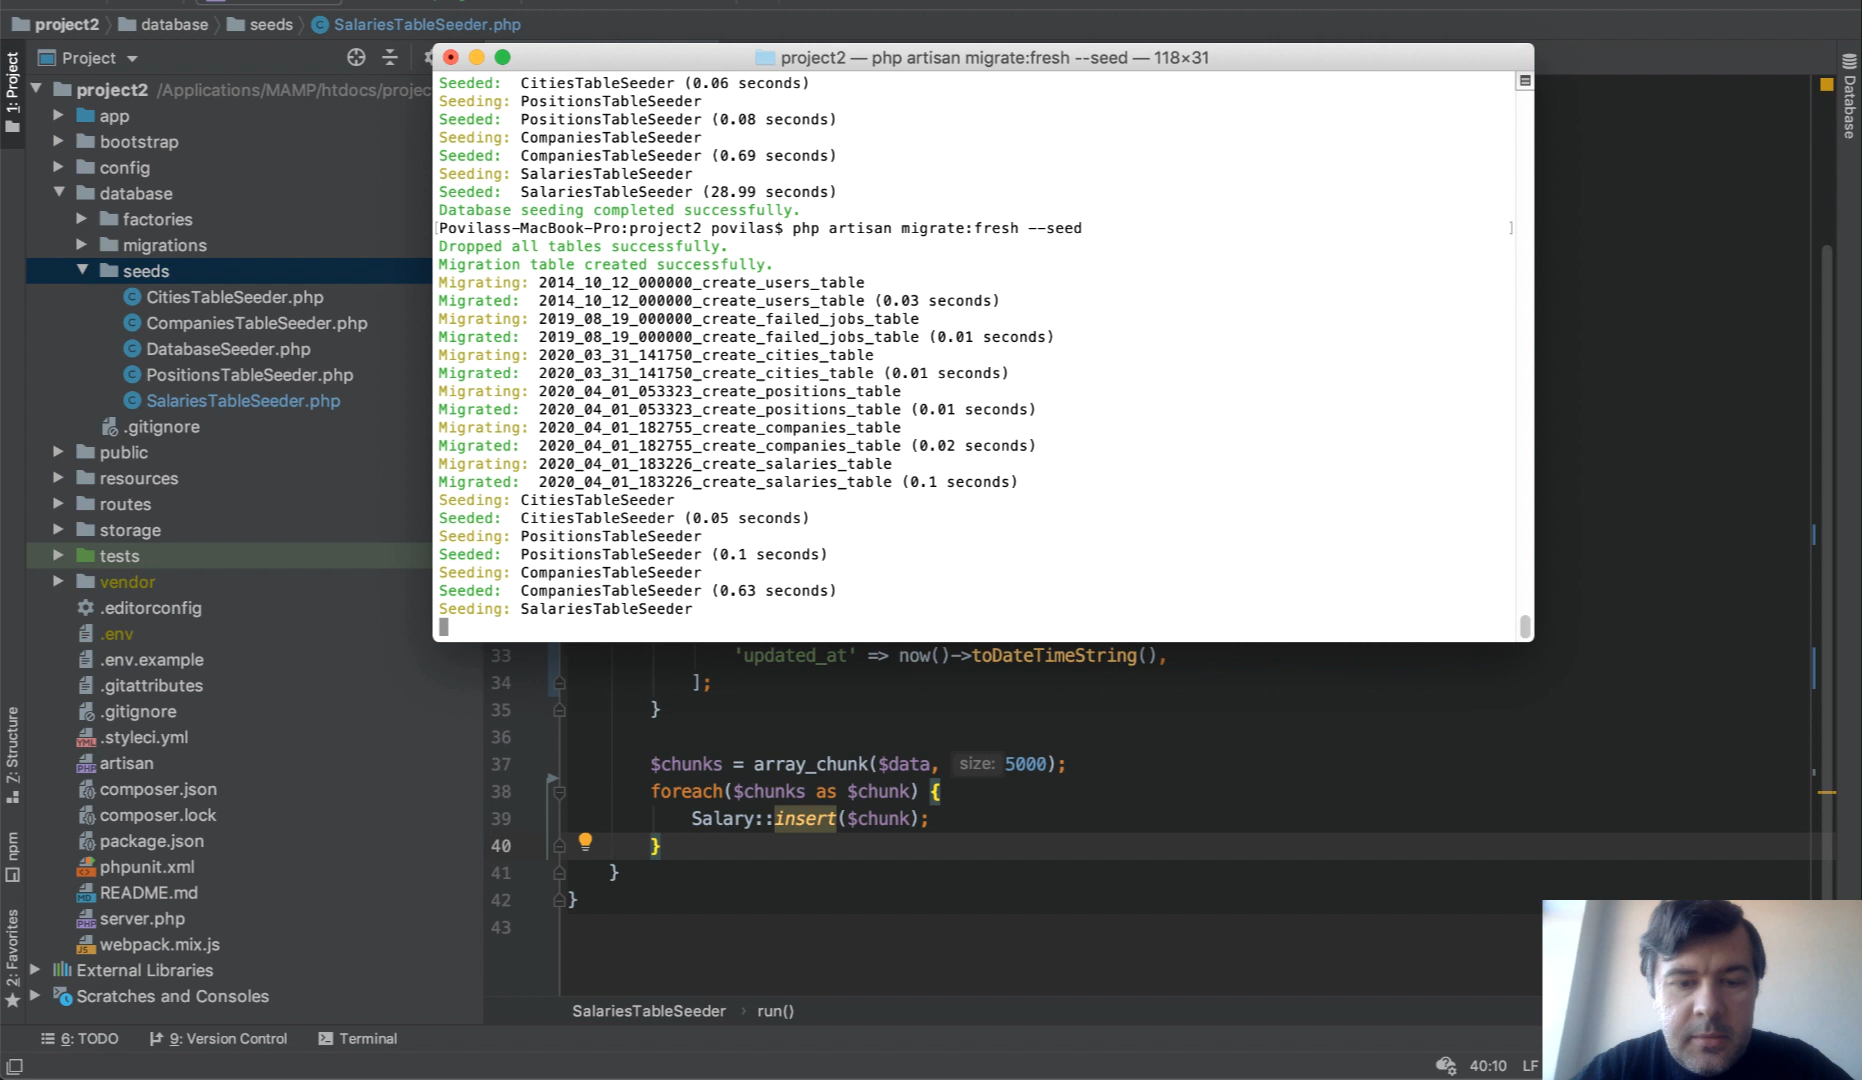 project2 database seeds SalariesTableSeeder.php
Project
project2 — php artisan migrate:fresh --seed — 118×31
1: Project
Database
project2 /Applications/MAMP/htdocs/projec
app
bootstrap
config
database
factories
migrations
seeds
CitiesTableSeeder.php
CompaniesTableSeeder.php
DatabaseSeeder.php
PositionsTableSeeder.php
SalariesTableSeeder.php
.gitignore
public
resources
routes
storage
tests
vendor
.editorconfig
.env
.env.example
.gitattributes
.gitignore
.styleci.yml
artisan
composer.json
composer.lock
package.json
phpunit.xml
README.md
server.php
webpack.mix.js
External Libraries
Scratches and Consoles
7: Structure
npm
2: Favorites
Seeded: CitiesTableSeeder (0.06 seconds)
Seeding: PositionsTableSeeder
Seeded: PositionsTableSeeder (0.08 seconds)
Seeding: CompaniesTableSeeder
Seeded: CompaniesTableSeeder (0.69 seconds)
Seeding: SalariesTableSeeder
Seeded: SalariesTableSeeder (28.99 seconds)
Database seeding completed successfully.
[Povilass-MacBook-Pro:project2 povilas$ php artisan migrate:fresh --seed ]
Dropped all tables successfully.
Migration table created successfully.
Migrating: 2014_10_12_000000_create_users_table
Migrated: 2014_10_12_000000_create_users_table (0.03 seconds)
Migrating: 2019_08_19_000000_create_failed_jobs_table
Migrated: 2019_08_19_000000_create_failed_jobs_table (0.01 seconds)
Migrating: 2020_03_31_141750_create_cities_table
Migrated: 2020_03_31_141750_create_cities_table (0.01 seconds)
Migrating: 2020_04_01_053323_create_positions_table
Migrated: 2020_04_01_053323_create_positions_table (0.01 seconds)
Migrating: 2020_04_01_182755_create_companies_table
Migrated: 2020_04_01_182755_create_companies_table (0.02 seconds)
Migrating: 2020_04_01_183226_create_salaries_table
Migrated: 2020_04_01_183226_create_salaries_table (0.1 seconds)
Seeding: CitiesTableSeeder
Seeded: CitiesTableSeeder (0.05 seconds)
Seeding: PositionsTableSeeder
Seeded: PositionsTableSeeder (0.1 seconds)
Seeding: CompaniesTableSeeder
Seeded: CompaniesTableSeeder (0.63 seconds)
Seeding: SalariesTableSeeder
33 'updated_at' => now()->toDateTimeString(),
34 ];
35 }
36
37 $chunks = array_chunk($data, size: 5000);
38 foreach($chunks as $chunk) {
39 Salary::insert($chunk);
40 }
41 }
42 }
43
SalariesTableSeeder › run()
6: TODO 9: Version Control Terminal
40:10 LF